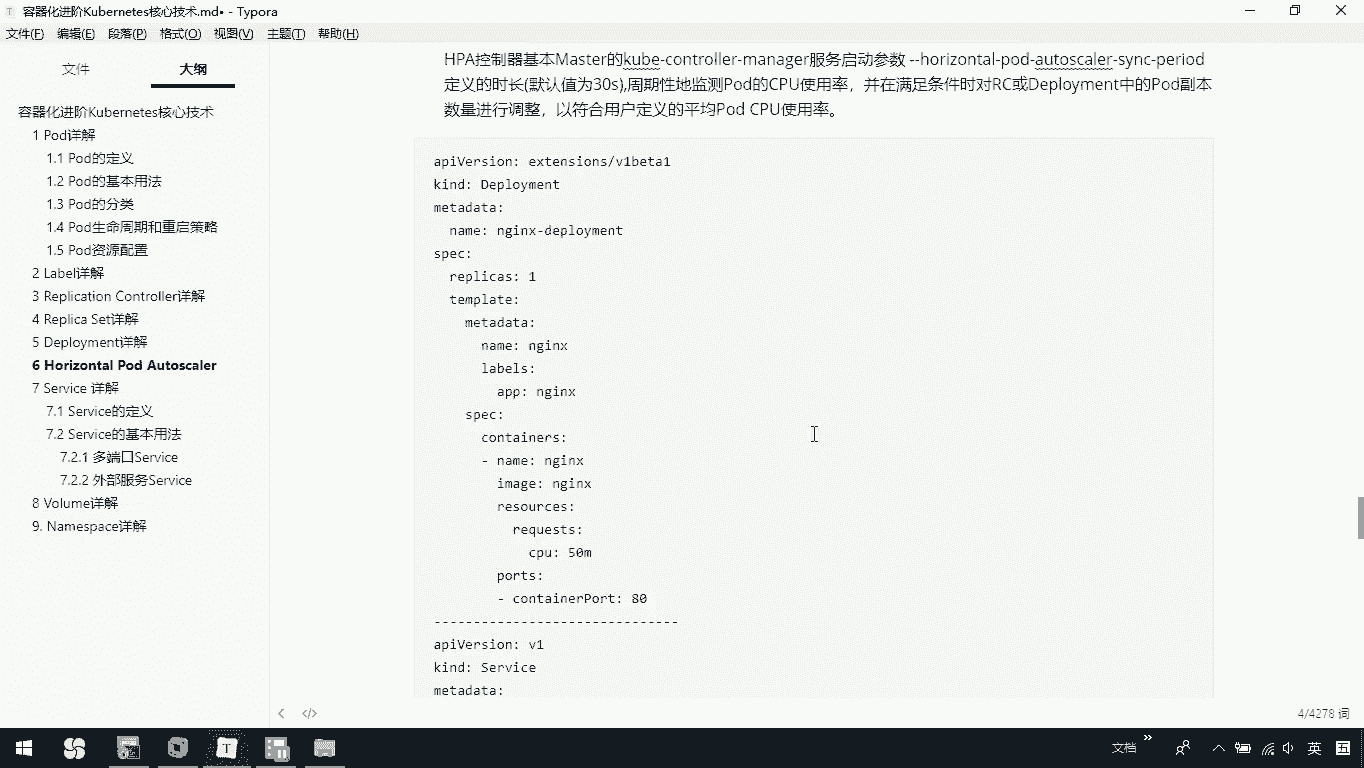 容器化进阶Kubernetes核心技术.md• - Typora
文件(F) 编辑(E) 段落(P) 格式(O) 视图(V) 主题(T) 帮助(H)
文件 大纲
容器化进阶Kubernetes核心技术
1 Pod详解
1.1 Pod的定义
1.2 Pod的基本用法
1.3 Pod的分类
1.4 Pod生命周期和重启策略
1.5 Pod资源配置
2 Label详解
3 Replication Controller详解
4 Replica Set详解
5 Deployment详解
6 Horizontal Pod Autoscaler
7 Service 详解
7.1 Service的定义
7.2 Service的基本用法
7.2.1 多端口Service
7.2.2 外部服务Service
8 Volume详解
9. Namespace详解
HPA控制器基本Master的kube-controller-manager服务启动参数 --horizontal-pod-autoscaler-sync-period
定义的时长(默认值为30s),周期性地监测Pod的CPU使用率，并在满足条件时对RC或Deployment中的Pod副本
数量进行调整，以符合用户定义的平均Pod CPU使用率。
apiVersion: extensions/v1beta1
kind: Deployment
metadata:
name: nginx-deployment
spec:
replicas: 1
template:
metadata:
name: nginx
labels:
app: nginx
spec:
containers:
- name: nginx
image: nginx
resources:
requests:
cpu: 50m
ports:
- containerPort: 80
-------------------------------
apiVersion: v1
kind: Service
metadata:
4/4278 词
文档 英